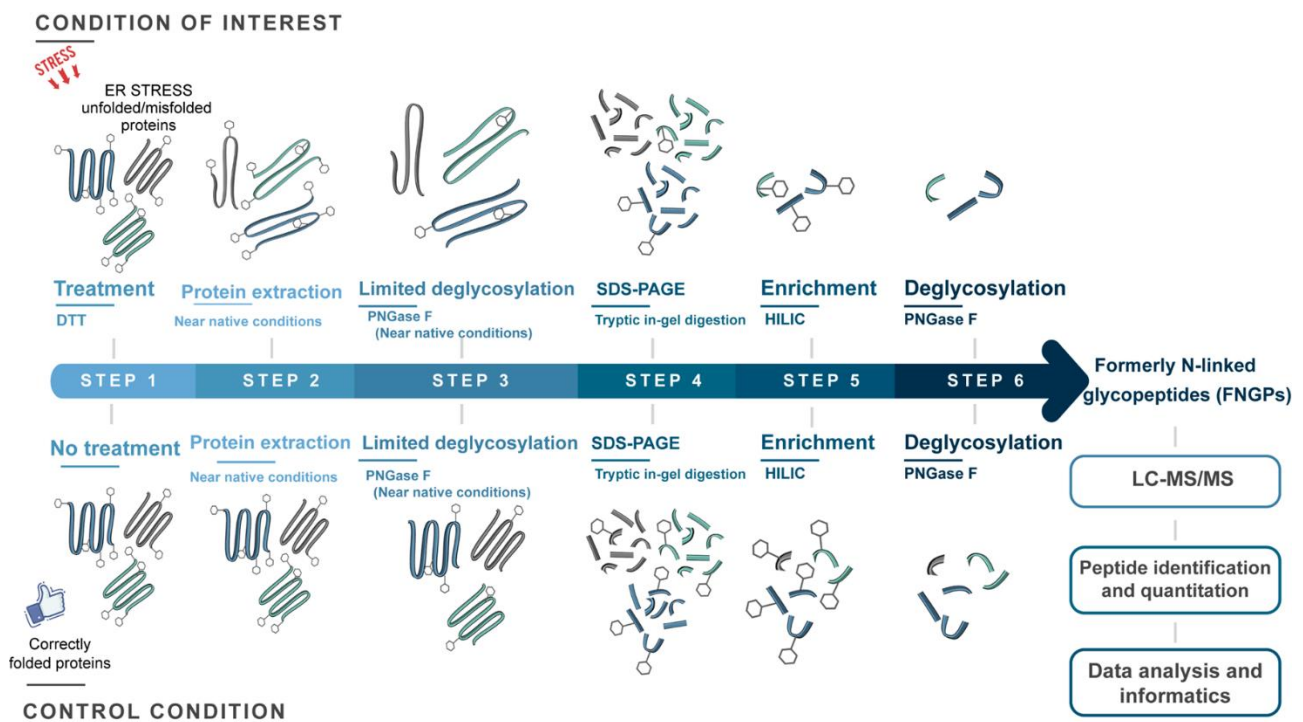 CONDITION OF INTEREST
STRESS
ER STRESS
unfolded/misfolded
proteins
Treatment
DTT
Protein extraction
Near native conditions
Limited deglycosylation
PNGase F
(Near native conditions)
SDS-PAGE
Tryptic in-gel digestion
Enrichment
HILIC
Deglycosylation
PNGase F
STEP 1
STEP 2
STEP 3
STEP 4
STEP 5
STEP 6
Formerly N-linked
glycopeptides (FNGPs)
No treatment
Protein extraction
Near native conditions
Limited deglycosylation
PNGase F
(Near native conditions)
SDS-PAGE
Tryptic in-gel digestion
Enrichment
HILIC
Deglycosylation
PNGase F
LC-MS/MS
Peptide identification
and quantitation
Data analysis and
informatics
Correctly
folded proteins
CONTROL CONDITION